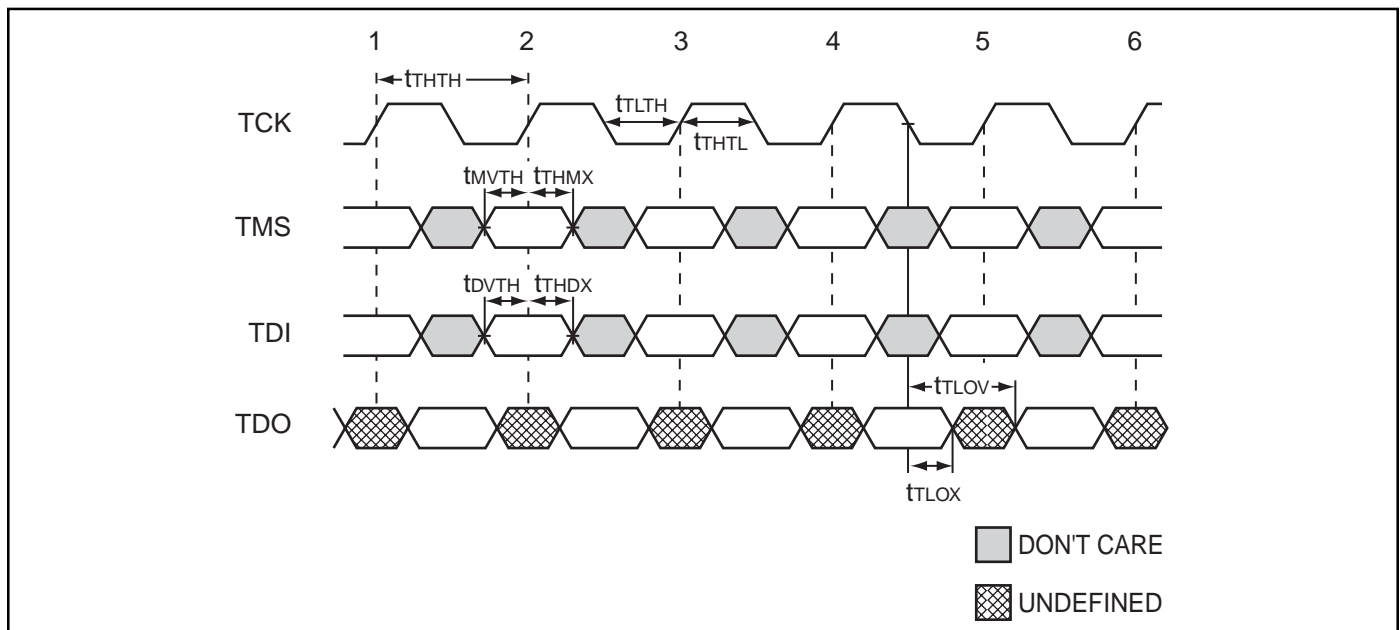 1 2 3 4 5 6
tTHTH
TCK
tTLTH
tTHTL
tMVTH tTHMX
TMS
tDVTH tTHDX
TDI
tTLOV
TDO
tTLOX
DON'T CARE
UNDEFINED